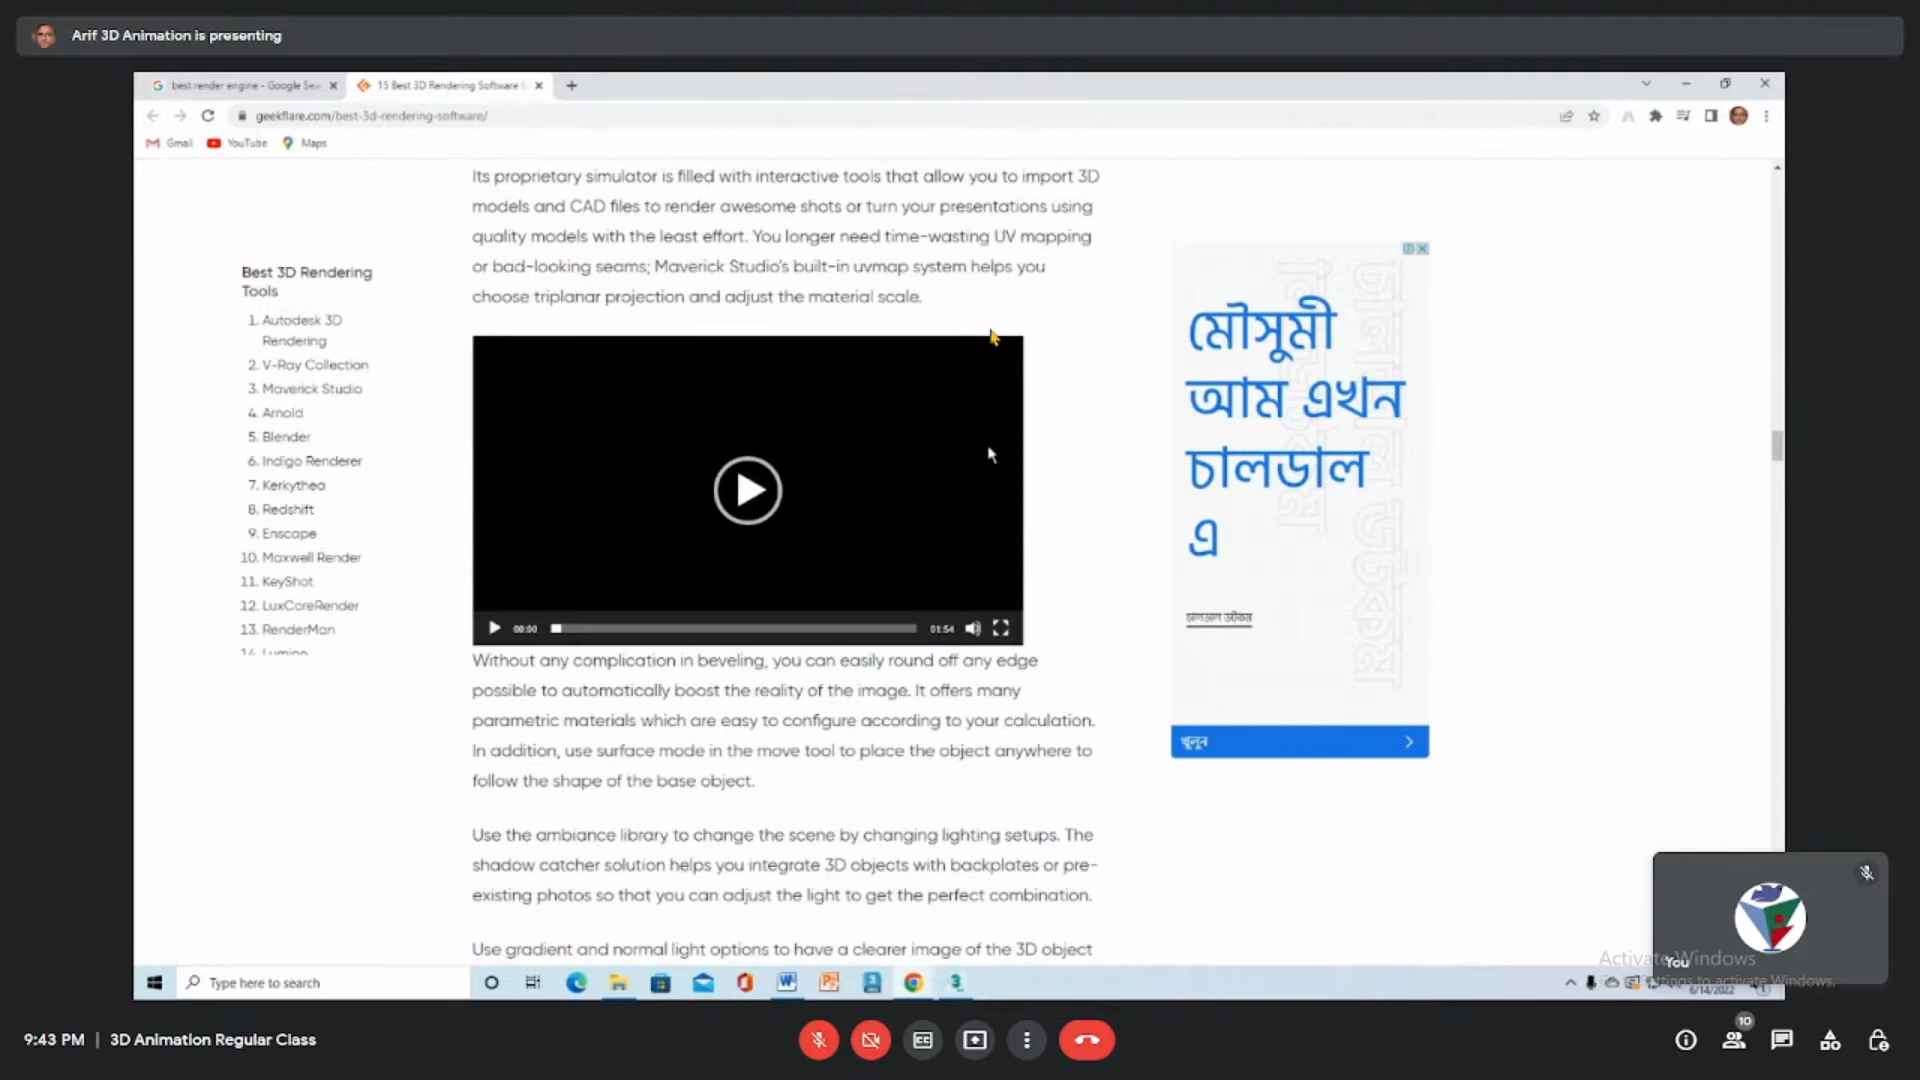 Arif 3D Animation is presenting
best render engine - Google Sea
15 Best 3D Rendering Software
geekflare.com/best-3d-rendering-software/
Gmail
YouTube
Maps
Its proprietary simulator is filled with interactive tools that allow you to import 3D
models and CAD files to render awesome shots or turn your presentations using
quality models with the least effort. You longer need time-wasting UV mapping
or bad-looking seams; Maverick Studio's built-in uvmap system helps you
choose triplanar projection and adjust the material scale.
Best 3D Rendering
Tools
1. Autodesk 3D
Rendering
2. V-Ray Collection
3. Maverick Studio
4. Arnold
5. Blender
6. Indigo Renderer
7. Kerkythea
8. Redshift
9. Enscape
10. Maxwell Render
11. KeyShot
12. LuxCoreRender
13. RenderMan
14. Lumion
00:00
01:54
Without any complication in beveling, you can easily round off any edge
possible to automatically boost the reality of the image. It offers many
parametric materials which are easy to configure according to your calculation.
In addition, use surface mode in the move tool to place the object anywhere to
follow the shape of the base object.
Use the ambiance library to change the scene by changing lighting setups. The
shadow catcher solution helps you integrate 3D objects with backplates or pre-
existing photos so that you can adjust the light to get the perfect combination.
Use gradient and normal light options to have a clearer image of the 3D object
মৌসুমী
আম এখন
চালডাল
এ
চালডাল ডটকম
খুলুন
You
Activate Windows
Settings to activate Windows.
Type here to search
6/14/2022
9:43 PM | 3D Animation Regular Class
10